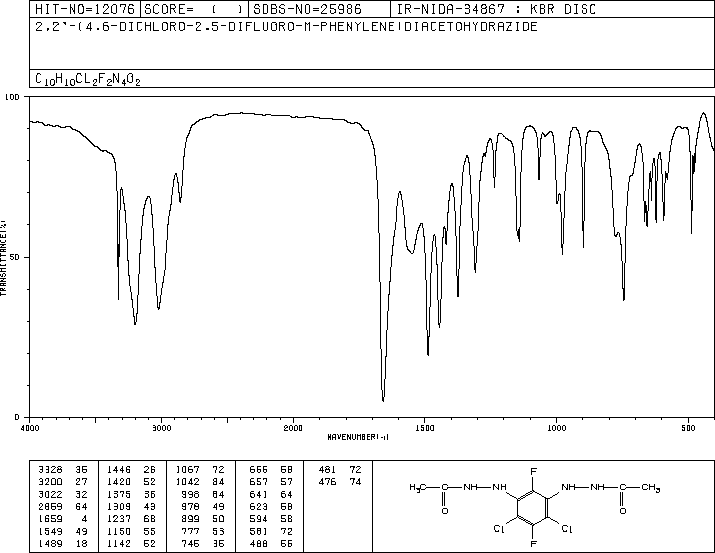 HIT-NO=12076 SCORE= ( ) SDBS-NO=25986 IR-NIDA-34867 : KBR DISC
2,2'-(4,6-DICHLORO-2,5-DIFLUORO-M-PHENYLENE)DIACETOHYDRAZIDE
C10H10CL2F2N4O2
100
TRANSMITTANCE(%)
50
0
4000 3000 2000 1500 1000 500
WAVENUMBER(-1)
3328 35 1446 26 1067 72 666 58 481 72
3200 27 1420 52 1042 84 657 57 476 74
3022 32 1375 36 998 64 641 64
2869 64 1309 43 978 49 623 58
1659 4 1237 68 899 50 594 58
1549 49 1150 55 777 53 581 72
1489 18 1142 52 745 35 488 55
H3C C NH NH F NH NH C CH3
O Cl F Cl O